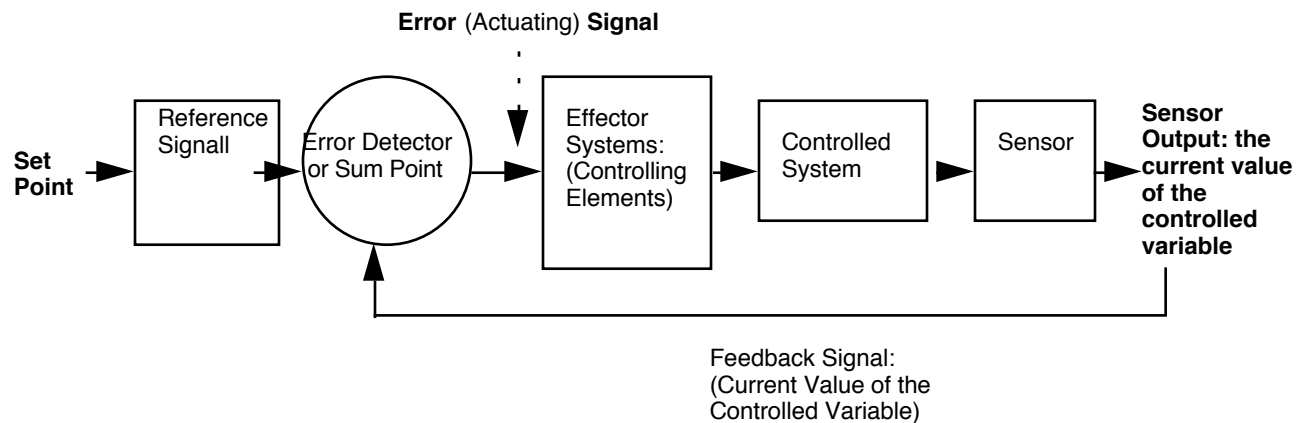 Error (Actuating) Signal
Set
Point
Reference
Signall
Error Detector
or Sum Point
Effector
Systems:
(Controlling
Elements)
Controlled
System
Sensor
Sensor
Output: the
current value
of the
controlled
variable
Feedback Signal:
(Current Value of the
Controlled Variable)